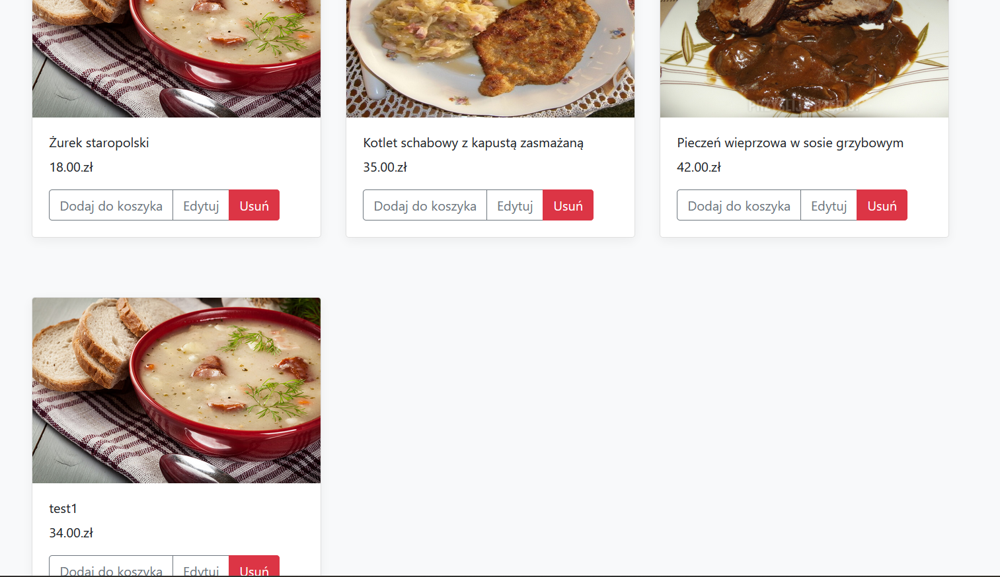 Żurek staropolski
18.00.zł
Dodaj do koszyka Edytuj Usuń
Kotlet schabowy z kapustą zasmażaną
35.00.zł
Dodaj do koszyka Edytuj Usuń
Pieczeń wieprzowa w sosie grzybowym
42.00.zł
Dodaj do koszyka Edytuj Usuń
test1
34.00.zł
Dodaj do koszyka Edytuj Usuń